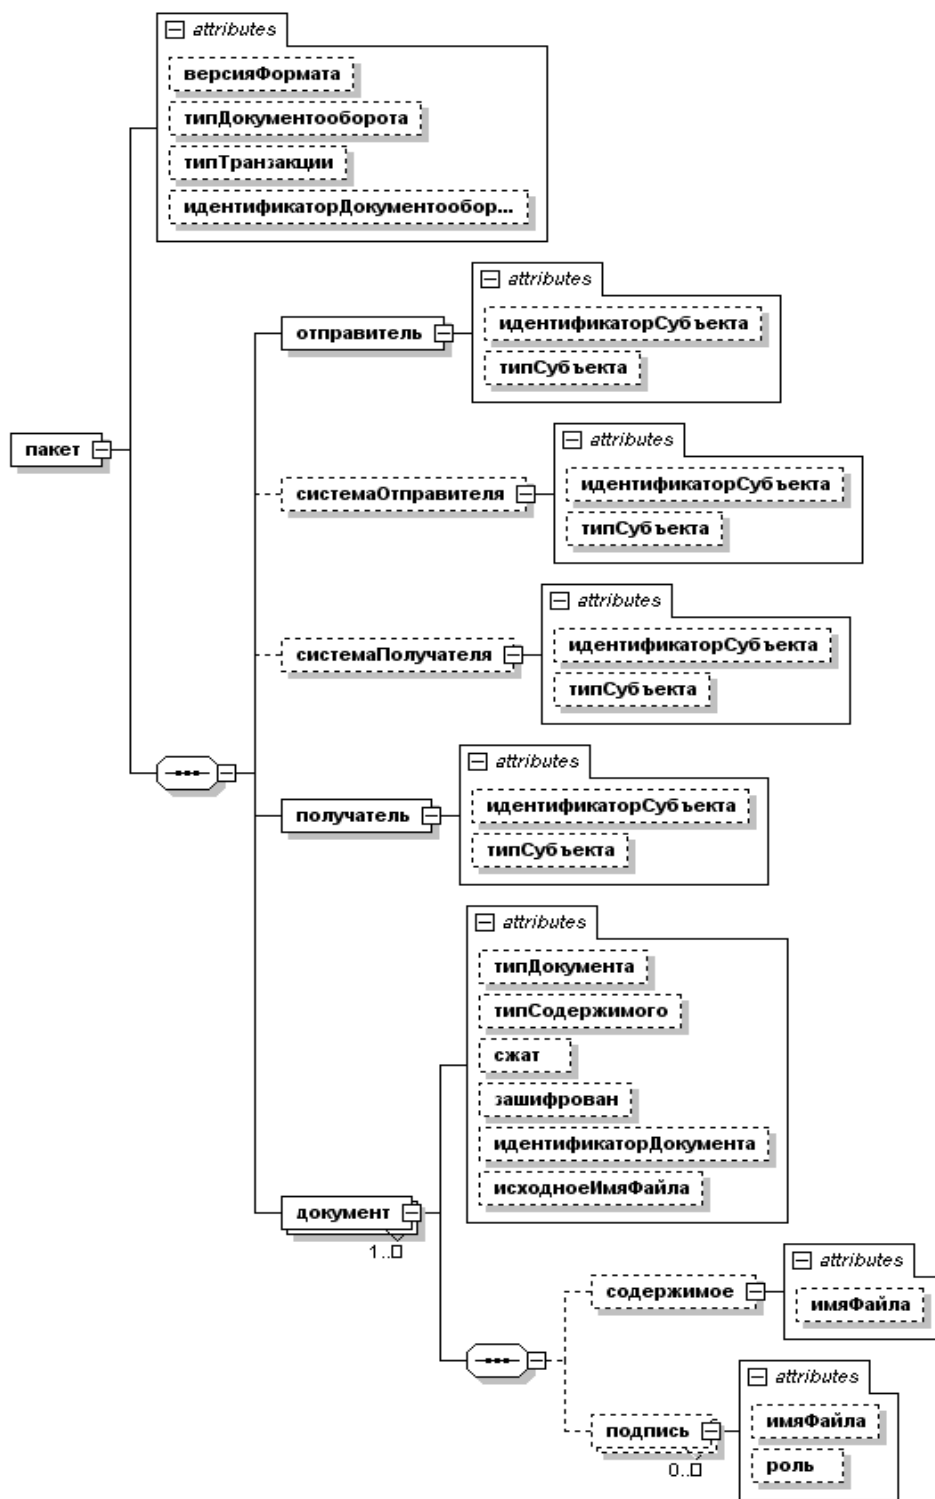 attributes
версияФормата
типДокументооборота
типТранзакции
идентификаторДокументообор...
attributes
отправитель
идентификаторСубъекта
типСубъекта
пакет
attributes
системаОтправителя
идентификаторСубъекта
типСубъекта
attributes
системаПолучателя
идентификаторСубъекта
типСубъекта
attributes
получатель
идентификаторСубъекта
типСубъекта
attributes
типДокумента
типСодержимого
сжат
зашифрован
идентификаторДокумента
исходноеИмяФайла
документ
1..□
attributes
содержимое
имяФайла
attributes
имяФайла
подпись
роль
0..□